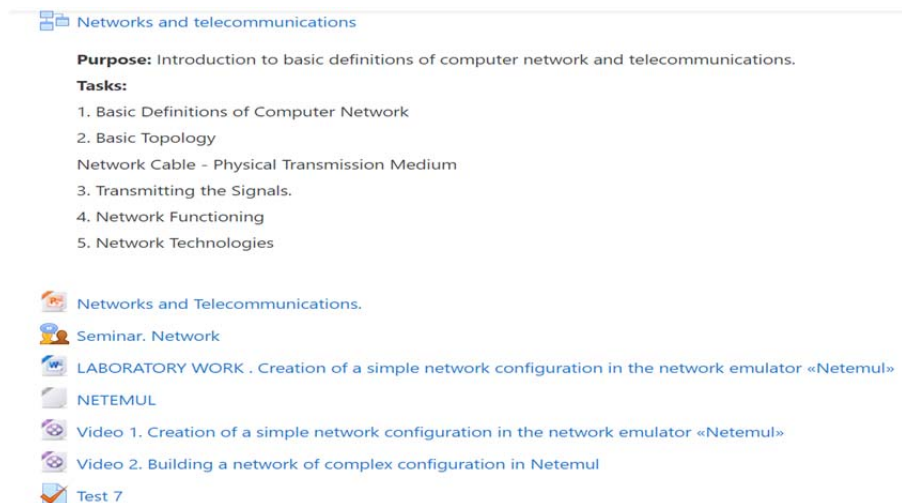 Networks and telecommunications
Purpose: Introduction to basic definitions of computer network and telecommunications.
Tasks:
1. Basic Definitions of Computer Network
2. Basic Topology
Network Cable - Physical Transmission Medium
3. Transmitting the Signals.
4. Network Functioning
5. Network Technologies
Networks and Telecommunications.
Seminar. Network
LABORATORY WORK . Creation of a simple network configuration in the network emulator «Netemul»
NETEMUL
Video 1. Creation of a simple network configuration in the network emulator «Netemul»
Video 2. Building a network of complex configuration in Netemul
Test 7